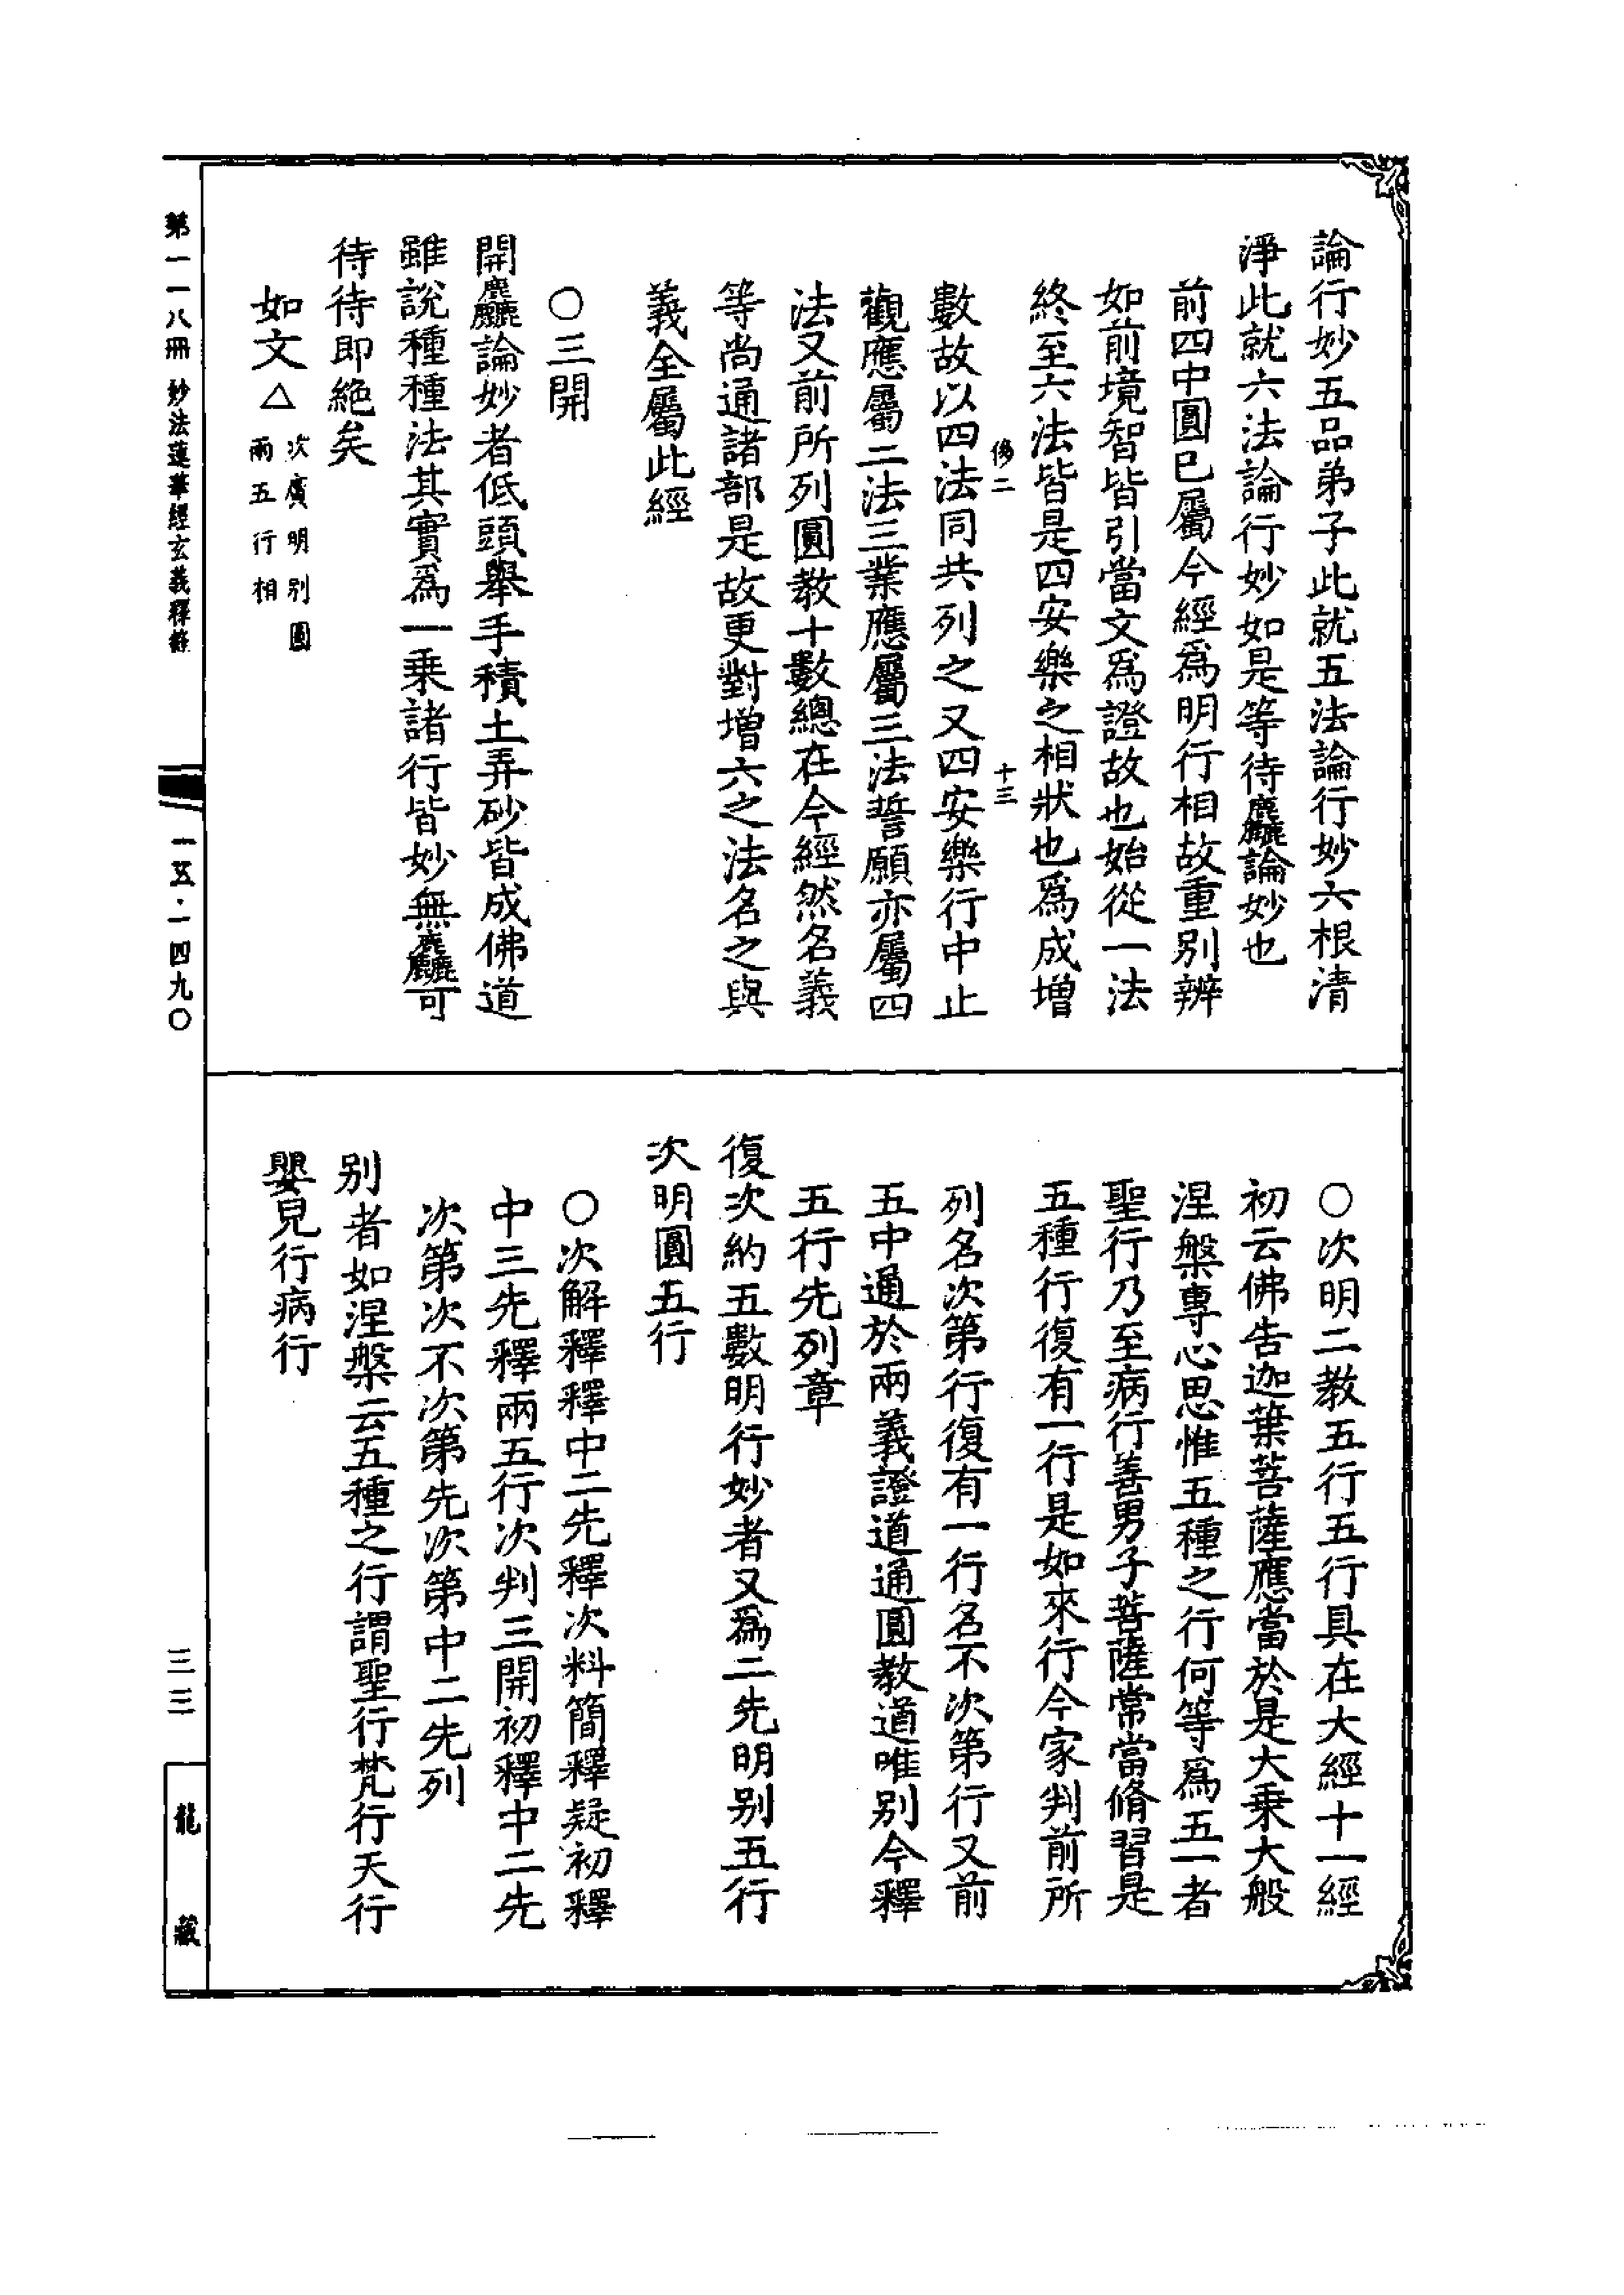 論行妙五品弟子此就五法論行妙六根清
淨此就六法論行妙如是等待麤論妙也
前四中圓已屬今經爲明行相故重別辨
如前境智皆引當文爲證故也始從一法
終至六法皆是四安樂之相狀也爲成增
二
十三
數故以四法同共列之又四安樂行中止
觀應屬二法三業應屬三法誓願亦屬四
法又前所列圓教十數總在今經然名義
等尚通諸部是故更對增六之法名之與
義全屬此經
○三開
開麤論妙者低頭舉手積土弄砂皆成佛道
雖説種種法其實爲一乗諸行皆妙無麤可
待待即絶矣
如文△次廣明别圓
兩五行相
○次明二教五行五行具在大經十一經
初云佛告迦葉菩薩應當於是大乗大般
涅槃專心思惟五種之行何等爲五一者
聖行乃至病行善男子菩薩常當脩習是
五種行復有一行是如來行今家判前所
列名次第行復有一行名不次第行又前
五中通於兩義證道通圓教道唯别今釋
五行先列章
復次約五數明行妙者又爲二先明别五行
次明圓五行
○次解釋釋中二先釋次料簡釋疑初釋
中三先釋兩五行次判三開初釋中二先
次第次不次第先次第中二先列
别者如涅槃云五種之行謂聖行梵行天行
嬰兒行病行
第一一八冊 妙法蓮華經玄義釋籤
一五·一四九〇
三三
龍藏